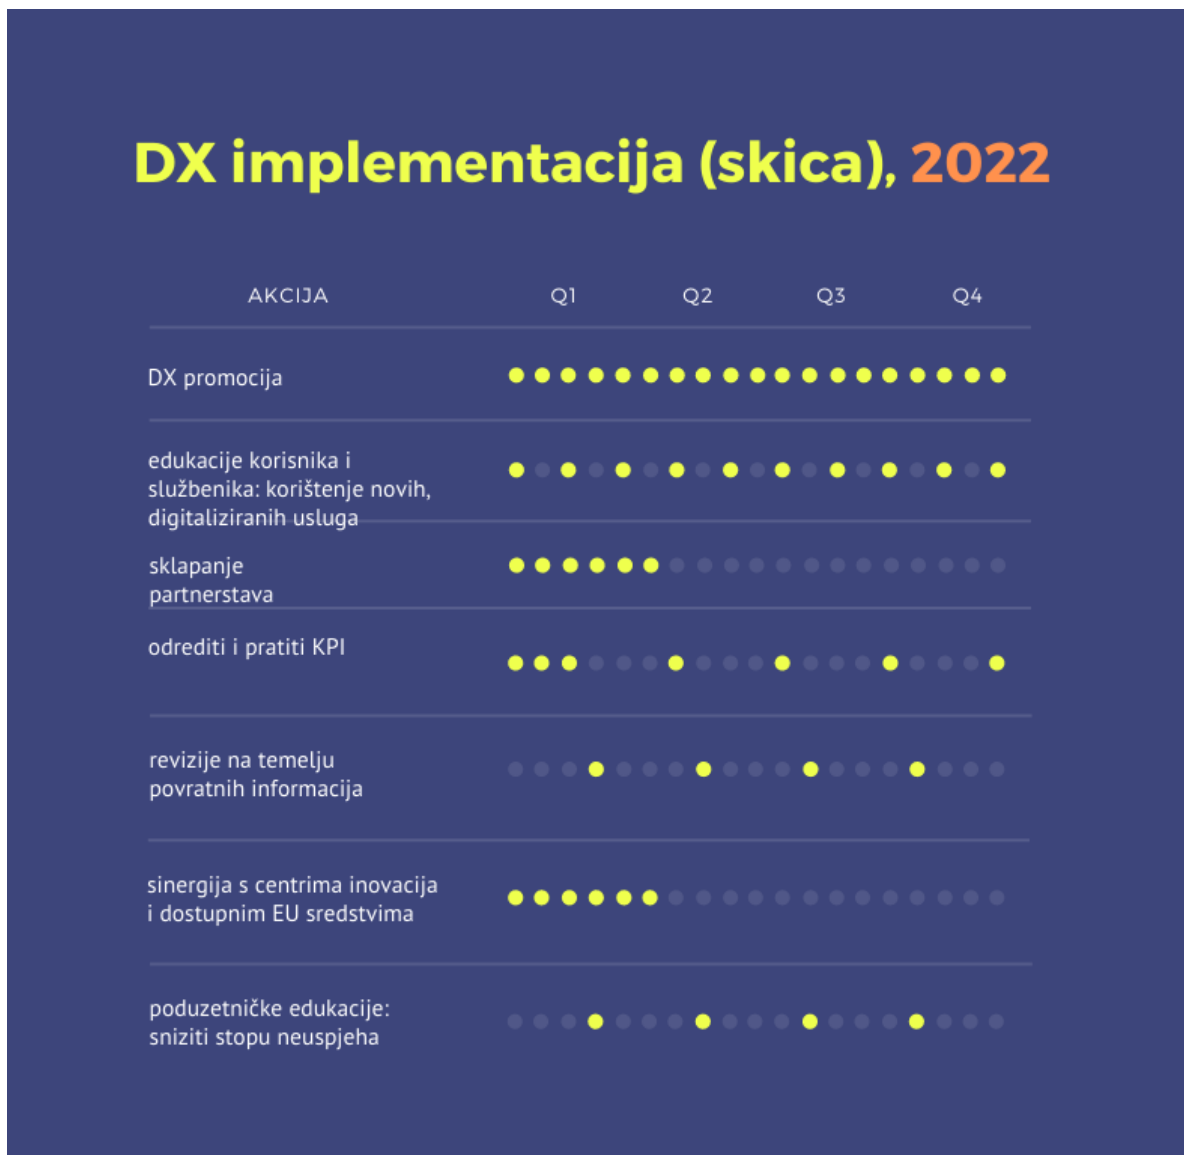 DX implementacija (skica), 2022
AKCIJA Q1 Q2 Q3 Q4
DX promocija
edukacije korisnika i
službenika: korištenje novih,
digitaliziranih usluga
sklapanje
partnerstava
odrediti i pratiti KPI
revizije na temelju
povratnih informacija
sinergija s centrima inovacija
i dostupnim EU sredstvima
poduzetničke edukacije:
sniziti stopu neuspjeha